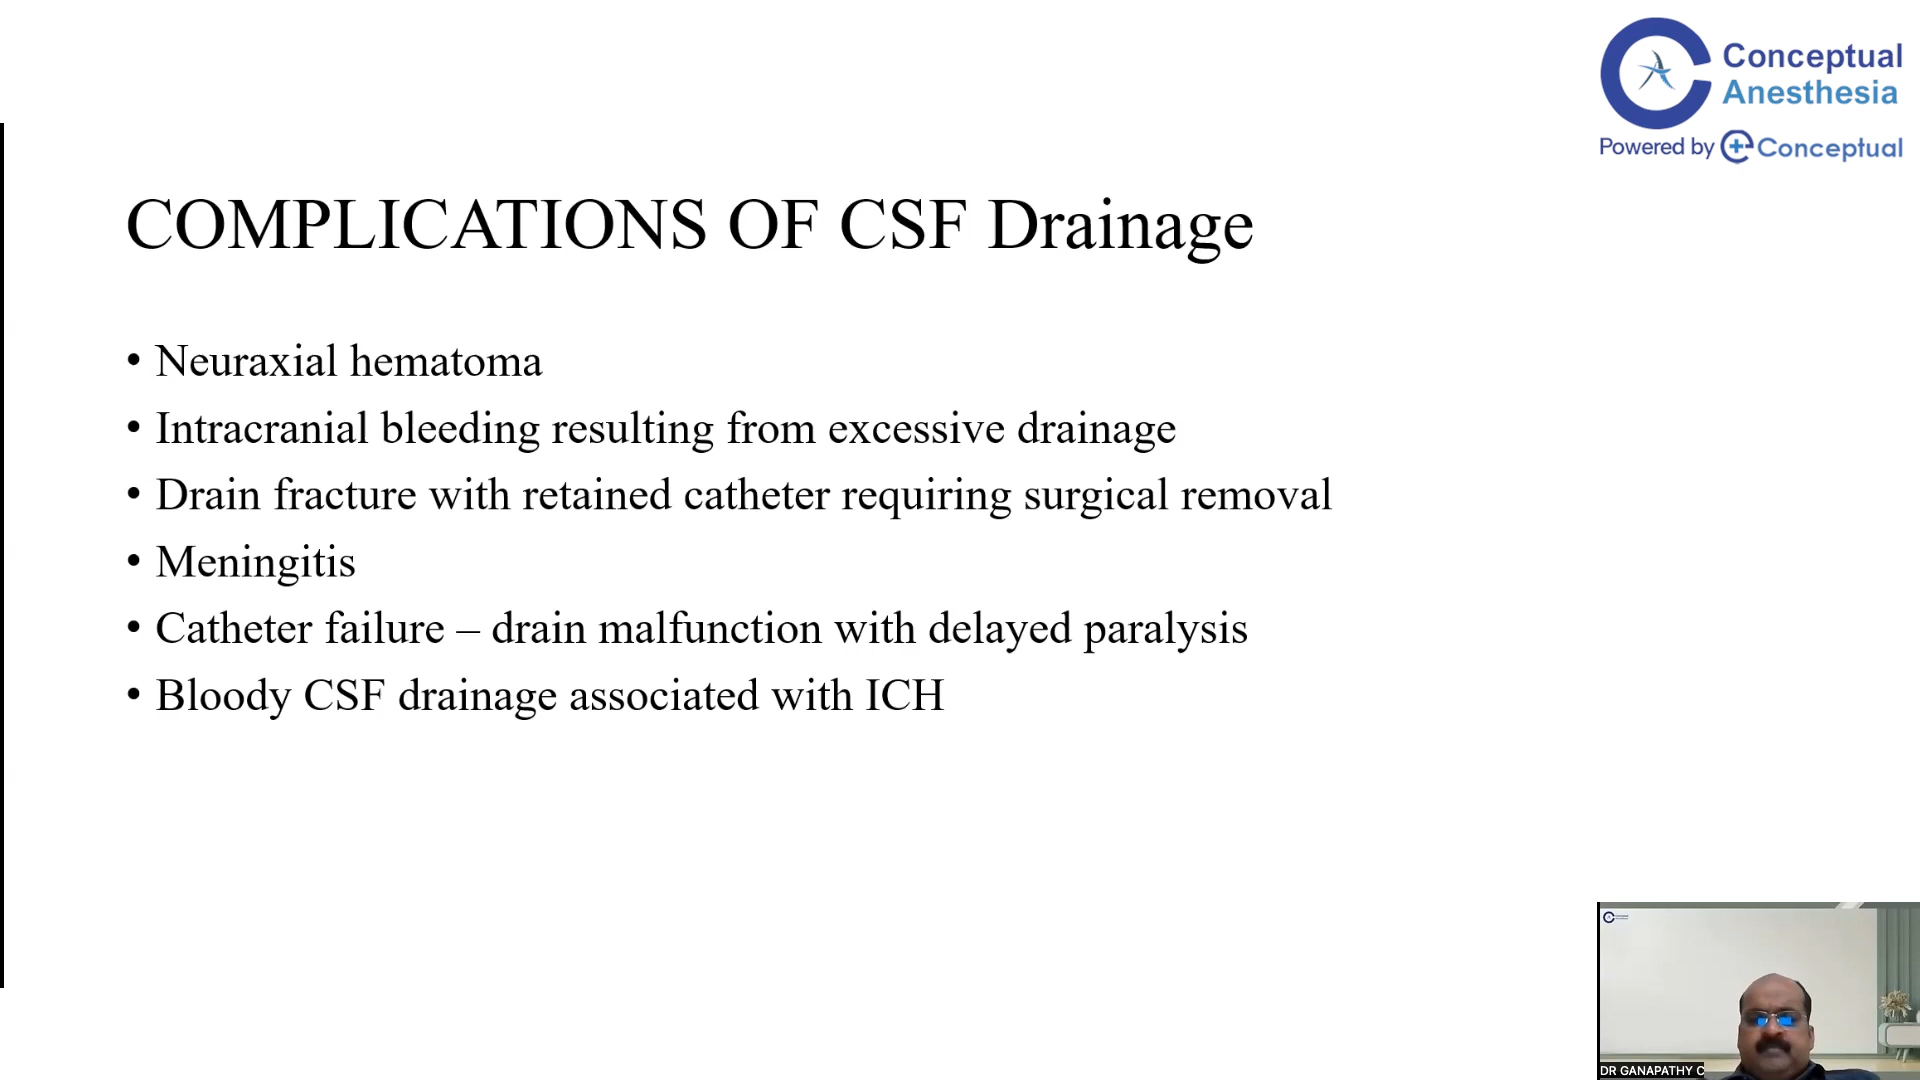 Conceptual
Anesthesia
Powered by Conceptual
COMPLICATIONS OF CSF Drainage
• Neuraxial hematoma
• Intracranial bleeding resulting from excessive drainage
• Drain fracture with retained catheter requiring surgical removal
• Meningitis
• Catheter failure – drain malfunction with delayed paralysis
• Bloody CSF drainage associated with ICH
DR GANAPATHY C